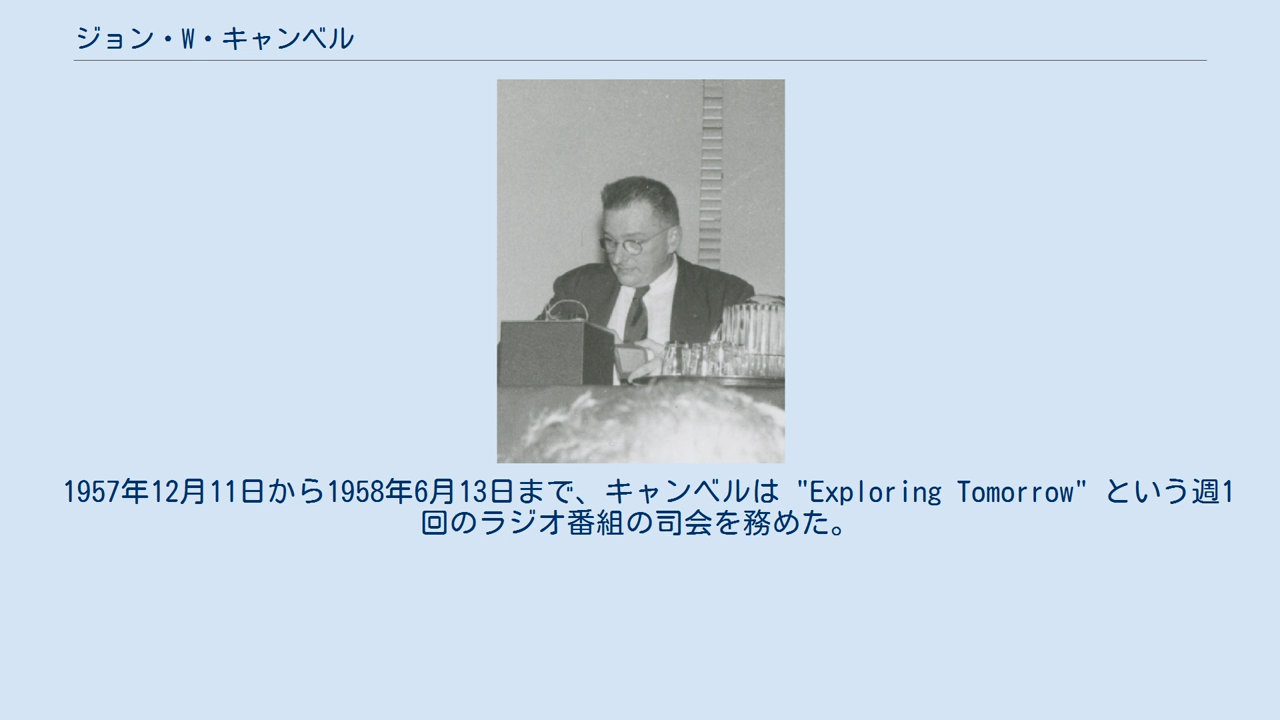 ジョン・W・キャンベル
1957年12月11日から1958年6月13日まで、キャンベルは "Exploring Tomorrow" という週1
回のラジオ番組の司会を務めた。